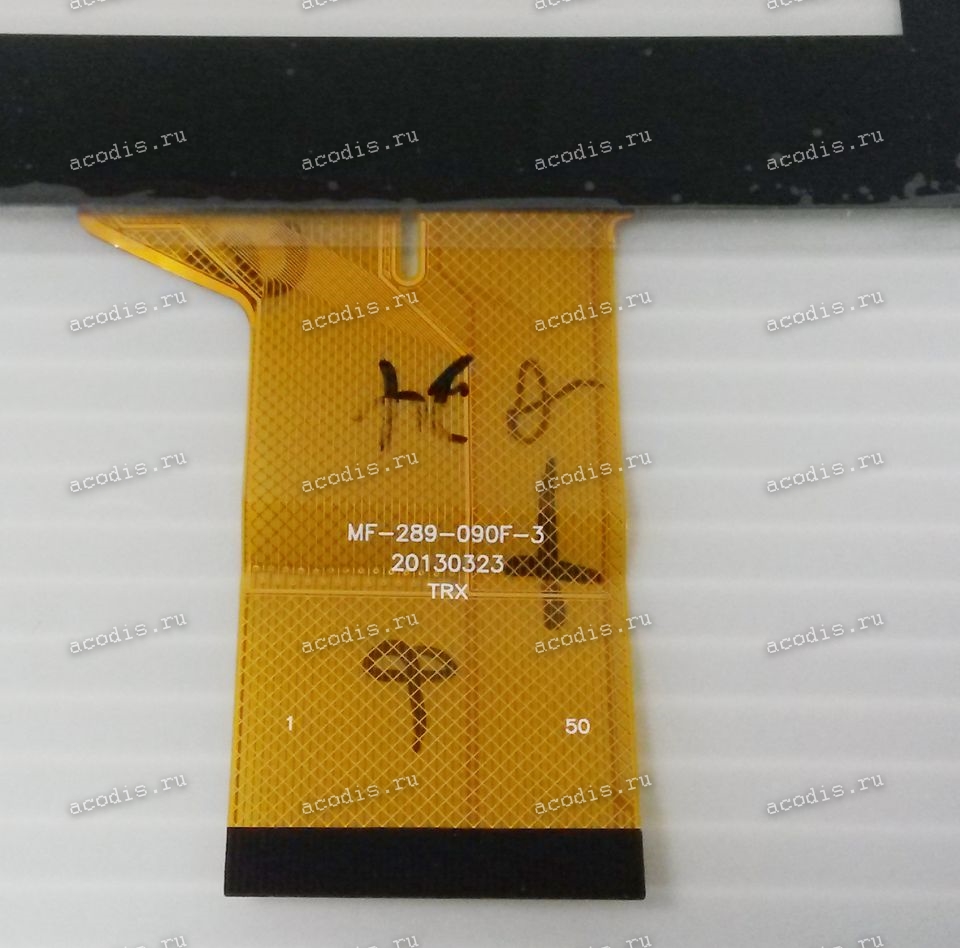 MF-289-090F-3
20130323
TRX
1 50
acodis.ru